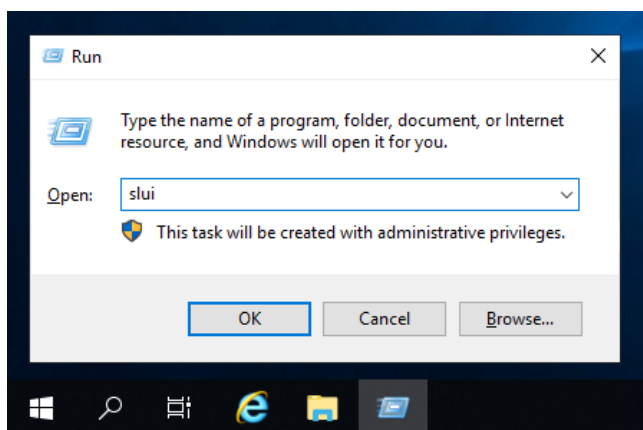 Run
Type the name of a program, folder, document, or Internet
resource, and Windows will open it for you.
Open: slui
This task will be created with administrative privileges.
OK Cancel Browse...